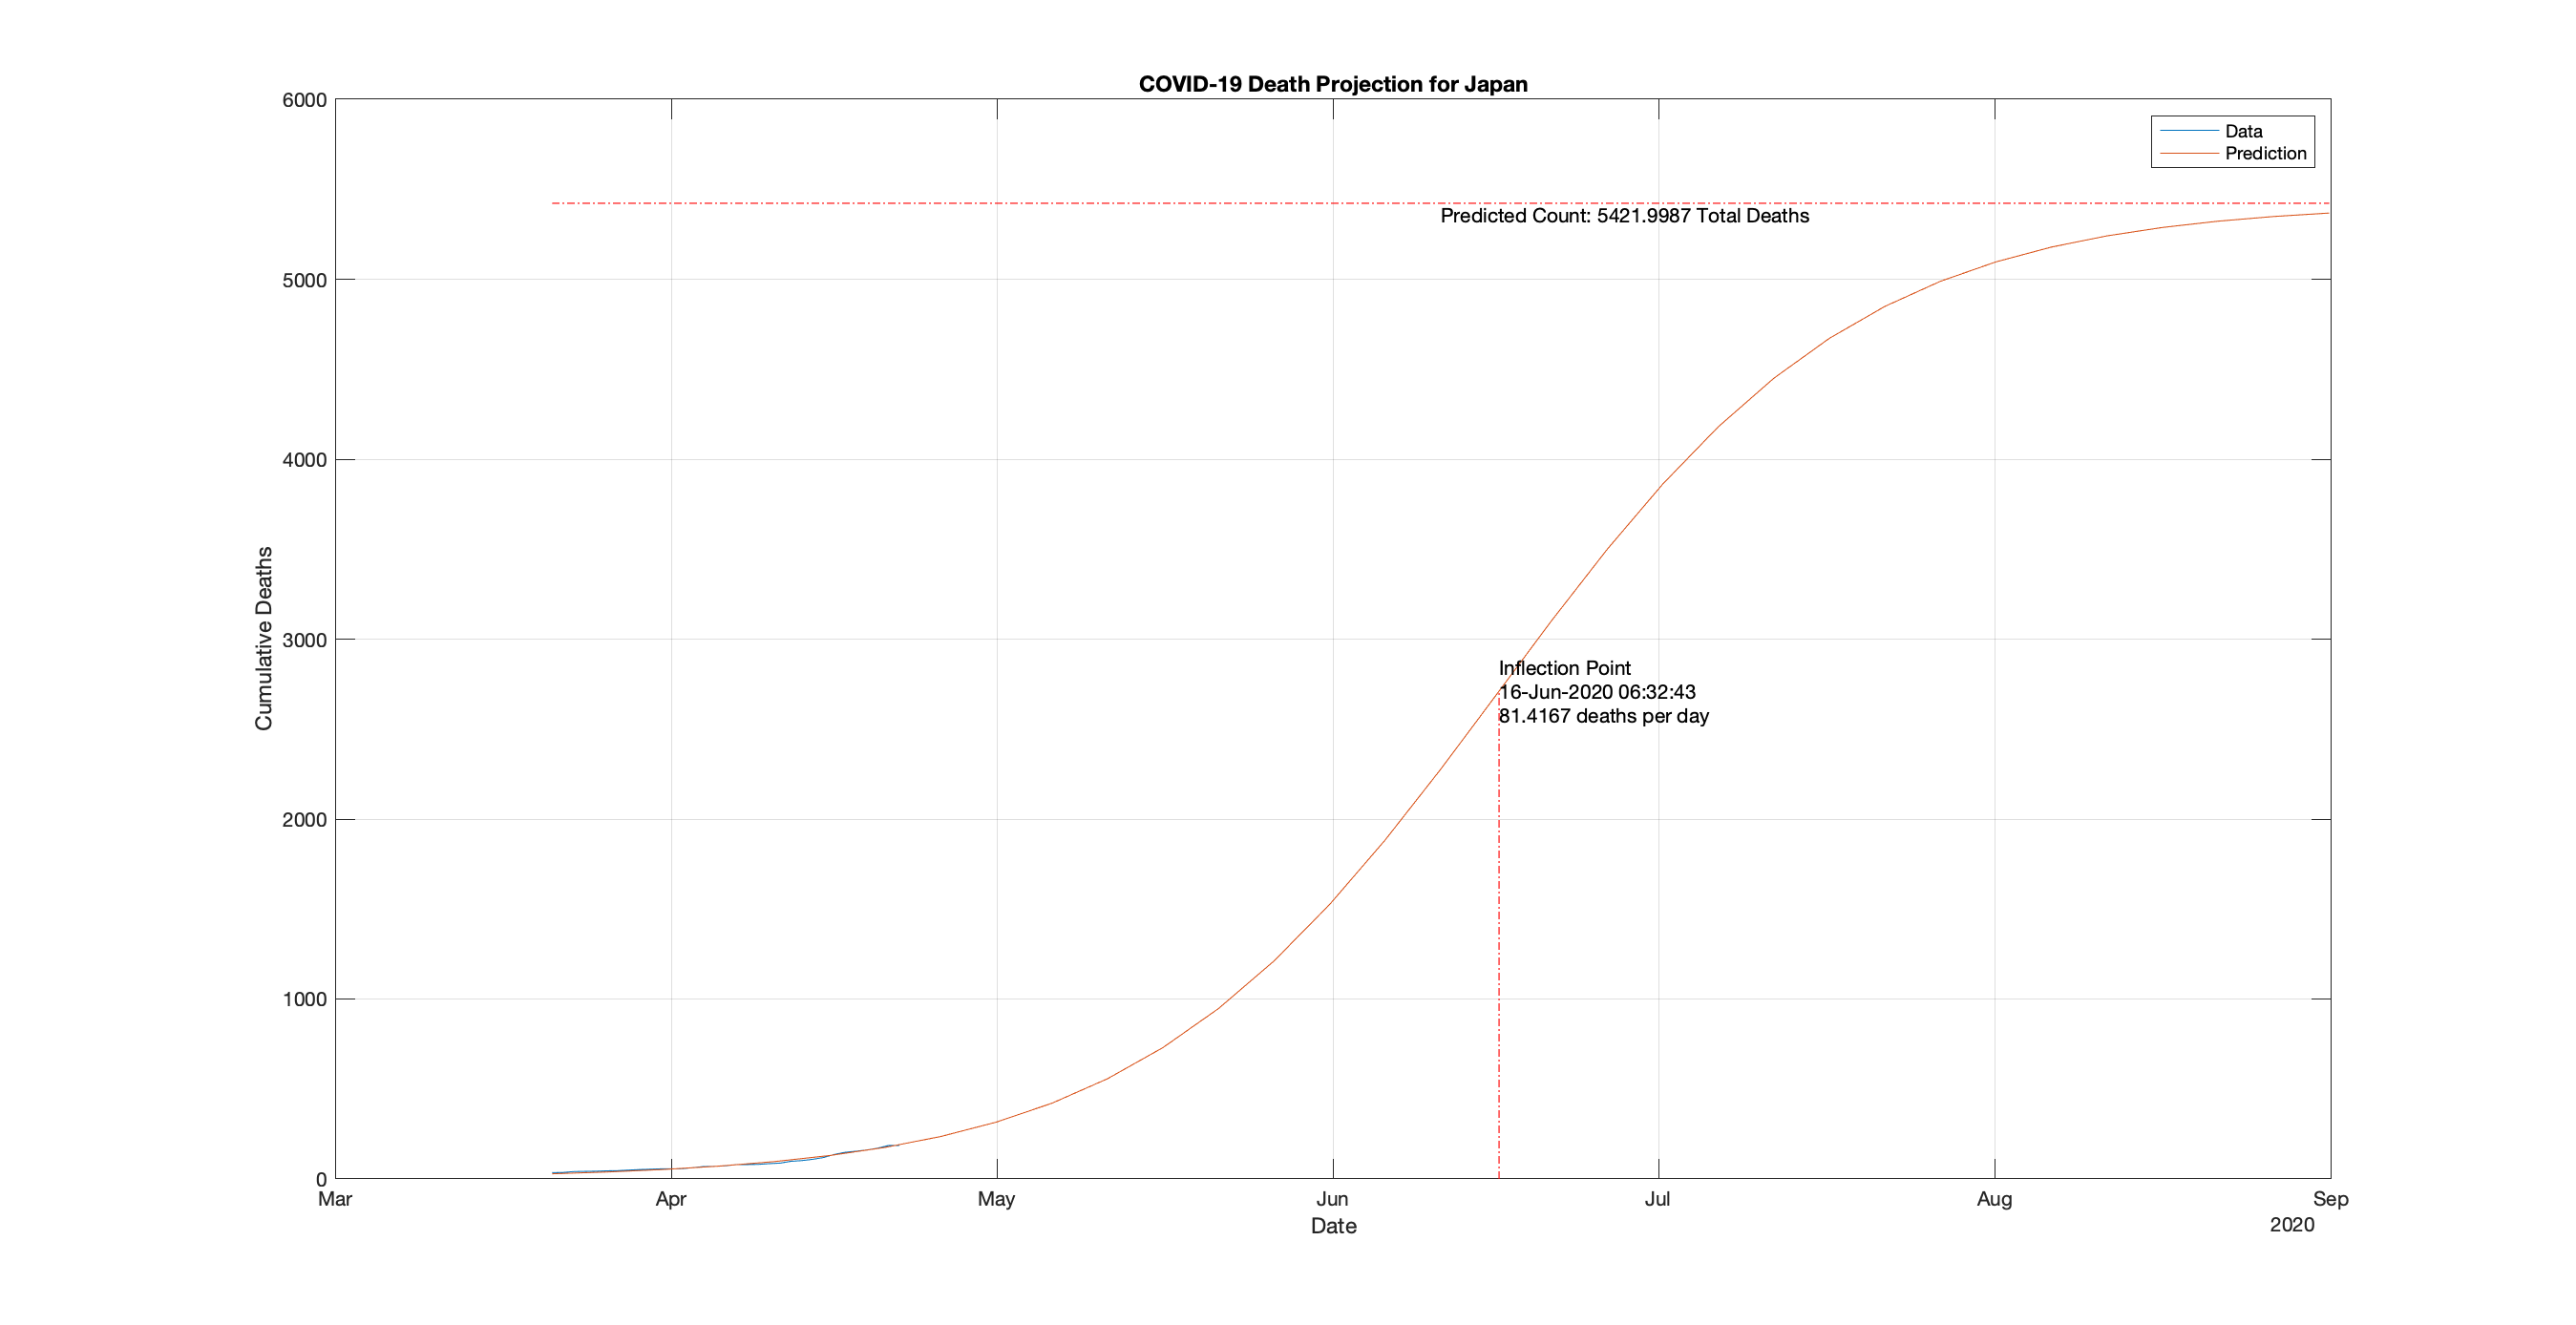 COVID-19 Death Projection for Japan
6000
5000
4000
3000
2000
1000
0
Cumulative Deaths
Data
Prediction
Predicted Count: 5421.9987 Total Deaths
Inflection Point
16-Jun-2020 06:32:43
81.4167 deaths per day
Mar Apr May Jun Jul Aug Sep
Date
2020